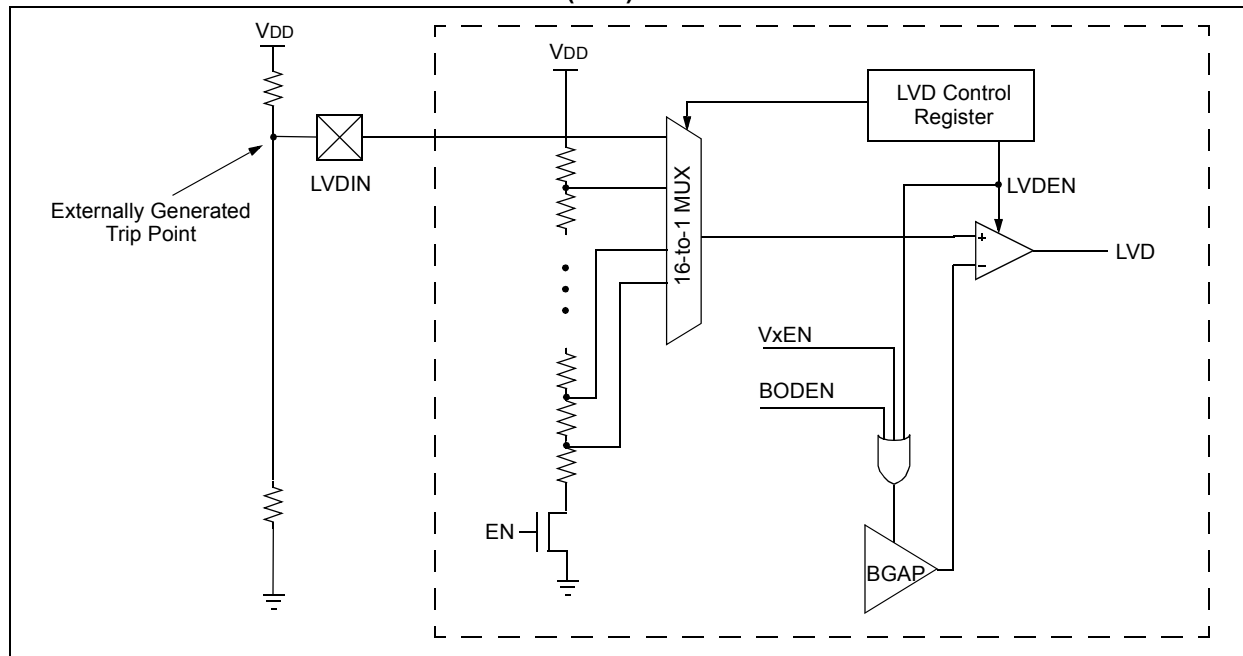 VDD
VDD
LVD Control
Register
16-to-1 MUX
LVDIN
LVDEN
Externally Generated
Trip Point
+
–
LVD
VxEN
BODEN
EN
BGAP